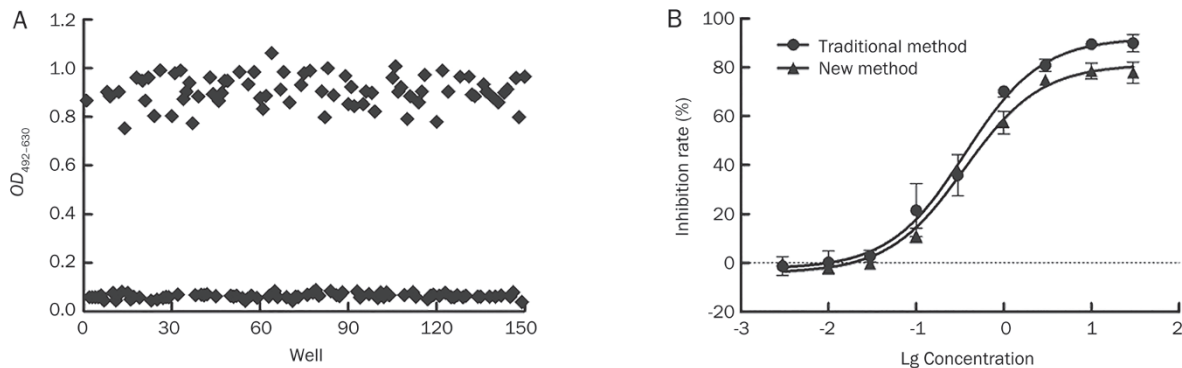 A
1.2
1.0
0.8
0.6
0.4
0.2
0.0
OD492–630
0 30 60 90 120 150
Well
B
100
80
60
40
20
0
-20
Inhibition rate (%)
Traditional method
New method
-3 -2 -1 0 1 2
Lg Concentration